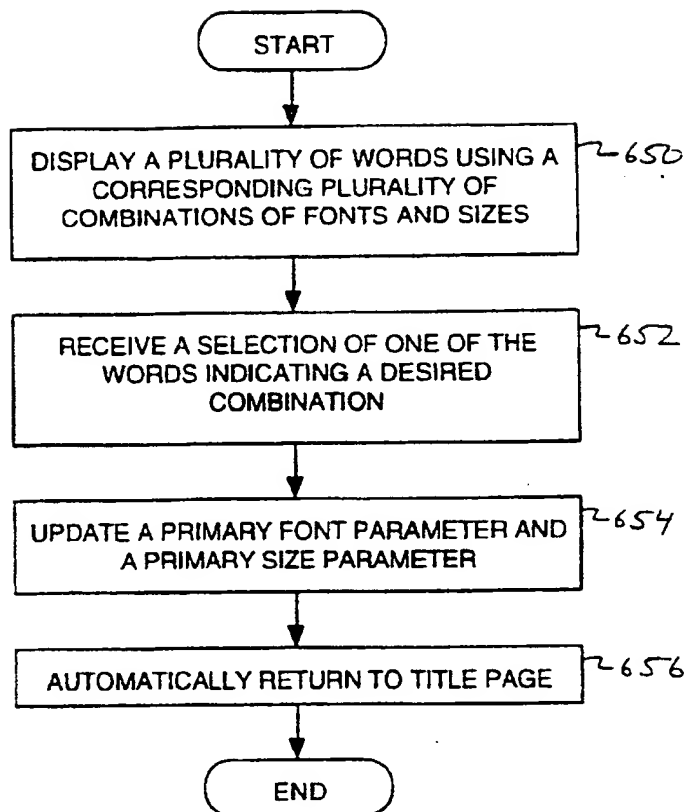 START
DISPLAY A PLURALITY OF WORDS USING A
CORRESPONDING PLURALITY OF
COMBINATIONS OF FONTS AND SIZES
650
RECEIVE A SELECTION OF ONE OF THE
WORDS INDICATING A DESIRED
COMBINATION
652
UPDATE A PRIMARY FONT PARAMETER AND
A PRIMARY SIZE PARAMETER
654
AUTOMATICALLY RETURN TO TITLE PAGE
656
END